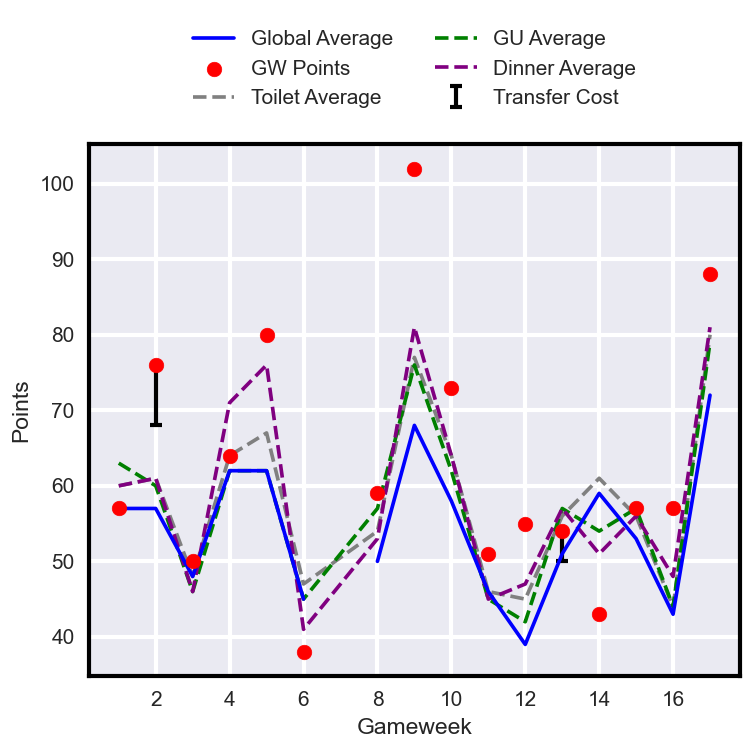 Global Average
GW Points
Toilet Average
GU Average
Dinner Average
Transfer Cost
100
90
80
70
60
50
40
Points
2 4 6 8 10 12 14 16
Gameweek